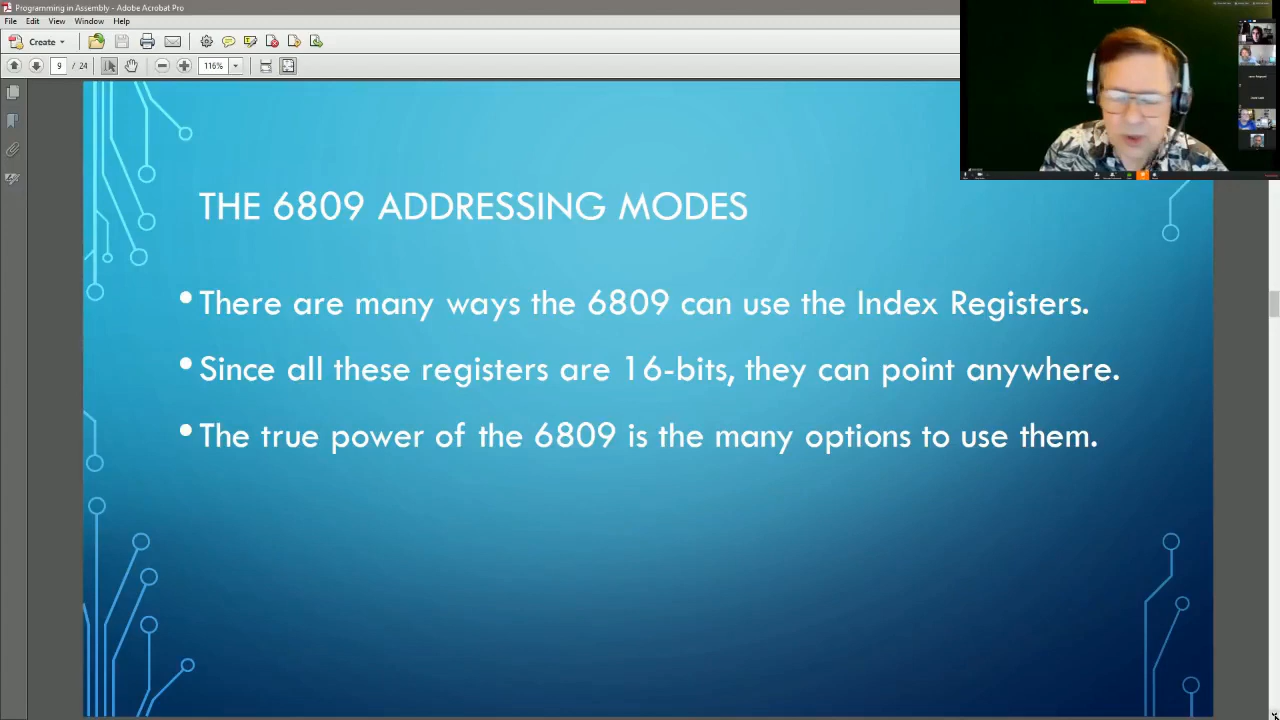 Programming in Assembly - Adobe Acrobat Pro
File Edit View Window Help
Create
9 / 24 116%
THE 6809 ADDRESSING MODES
• There are many ways the 6809 can use the Index Registers.
• Since all these registers are 16-bits, they can point anywhere.
• The true power of the 6809 is the many options to use them.